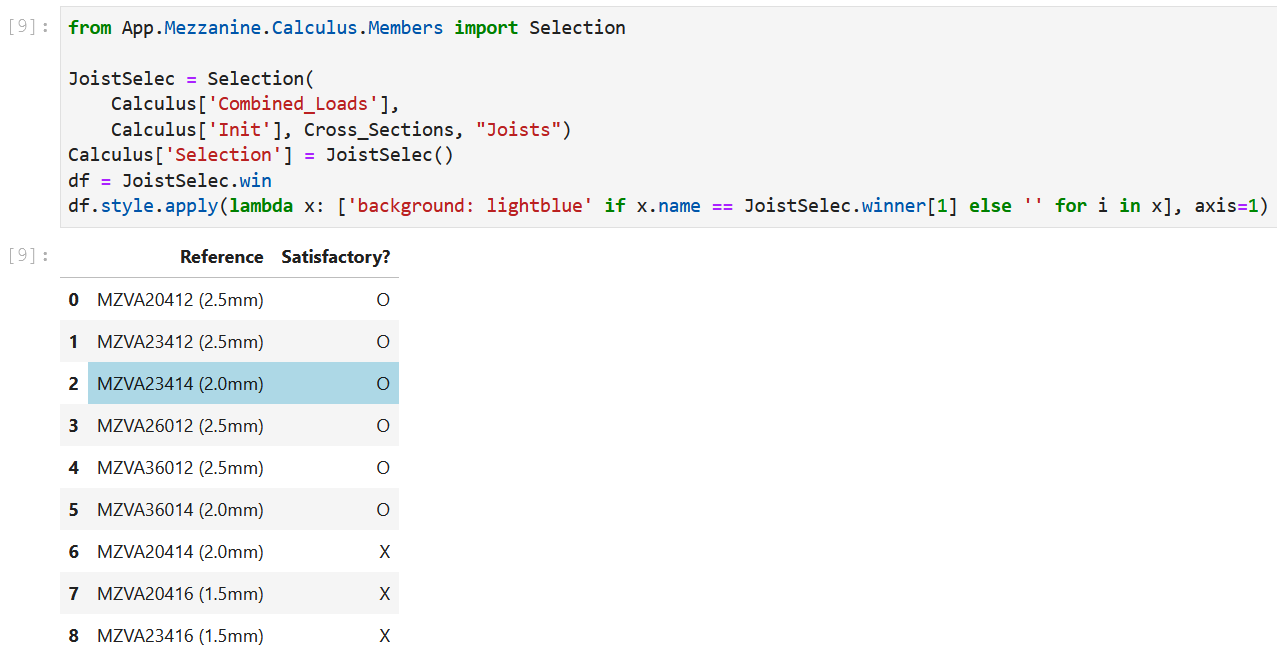 [9]: from App.Mezzanine.Calculus.Members import Selection
JoistSelec = Selection(
    Calculus['Combined_Loads'],
    Calculus['Init'], Cross_Sections, "Joists")
Calculus['Selection'] = JoistSelec()
df = JoistSelec.win
df.style.apply(lambda x: ['background: lightblue' if x.name == JoistSelec.winner[1] else '' for i in x], axis=1)
[9]: Reference Satisfactory?
0 MZVA20412 (2.5mm) O
1 MZVA23412 (2.5mm) O
2 MZVA23414 (2.0mm) O
3 MZVA26012 (2.5mm) O
4 MZVA36012 (2.5mm) O
5 MZVA36014 (2.0mm) O
6 MZVA20414 (2.0mm) X
7 MZVA20416 (1.5mm) X
8 MZVA23416 (1.5mm) X